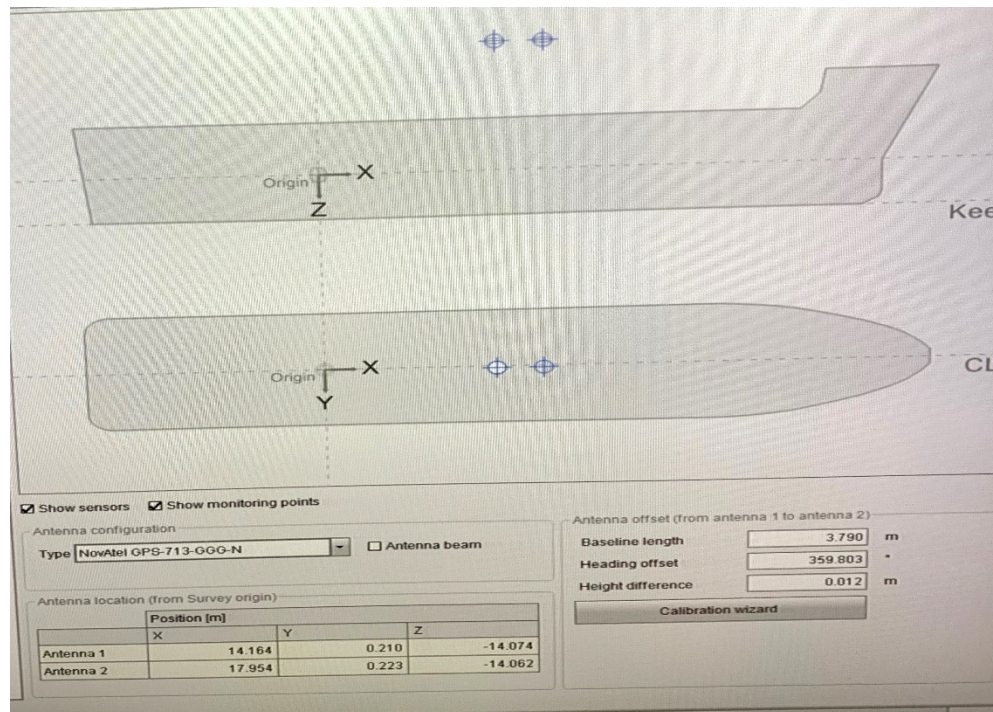 Origin X
Z
Kee
Origin X
CL
Y
Show sensors Show monitoring points
Antenna configuration
Type NovAtel GPS-713-GGG-N Antenna beam
Antenna location (from Survey origin)
Position [m]
X Y Z
Antenna 1 14.164 0.210 -14.074
Antenna 2 17.954 0.223 -14.062
Antenna offset (from antenna 1 to antenna 2)
Baseline length 3.790 m
Heading offset 359.803 °
Height difference 0.012 m
Calibration wizard